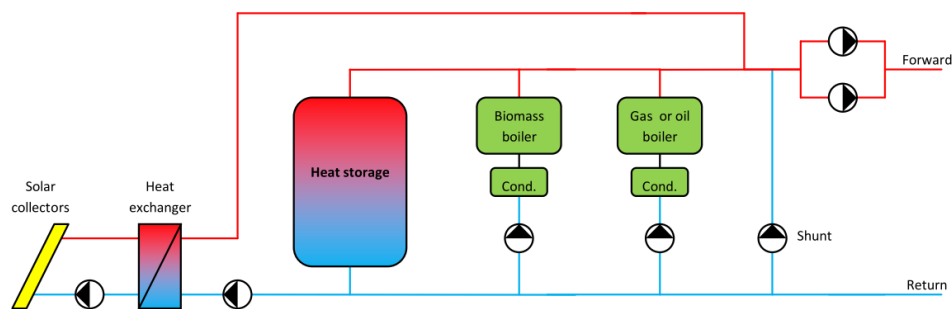 Forward
Biomass
boiler
Gas or oil
boiler
Heat storage
Solar
collectors
Heat
exchanger
Cond.
Cond.
Shunt
Return